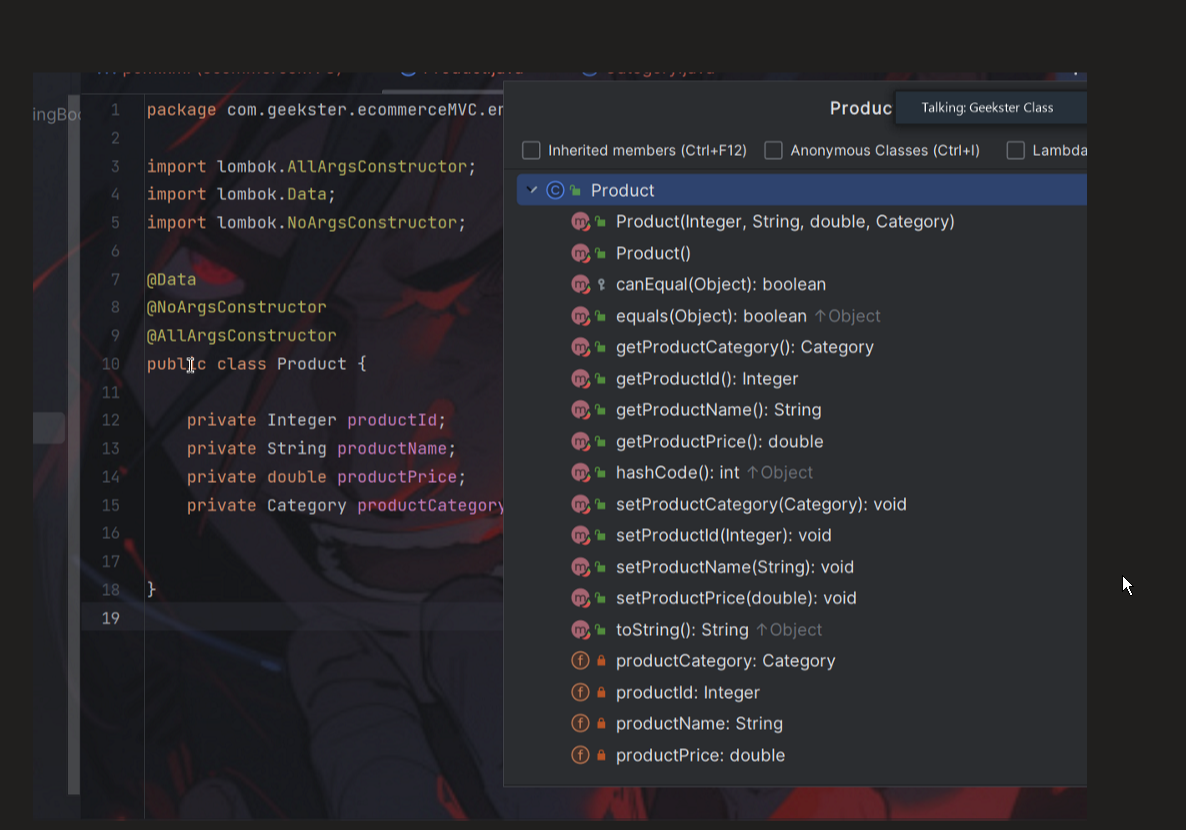 ingBoo
1 package com.geekster.ecommerceMVC.en
2
3 import lombok.AllArgsConstructor;
4 import lombok.Data;
5 import lombok.NoArgsConstructor;
6
7 @Data
8 @NoArgsConstructor
9 @AllArgsConstructor
10 public class Product {
11
12 private Integer productId;
13 private String productName;
14 private double productPrice;
15 private Category productCategory
16
17
18 }
19
Produc
Talking: Geekster Class
Inherited members (Ctrl+F12) Anonymous Classes (Ctrl+I) Lambda
Product
Product(Integer, String, double, Category)
Product()
canEqual(Object): boolean
equals(Object): boolean ↑Object
getProductCategory(): Category
getProductId(): Integer
getProductName(): String
getProductPrice(): double
hashCode(): int ↑Object
setProductCategory(Category): void
setProductId(Integer): void
setProductName(String): void
setProductPrice(double): void
toString(): String ↑Object
productCategory: Category
productId: Integer
productName: String
productPrice: double